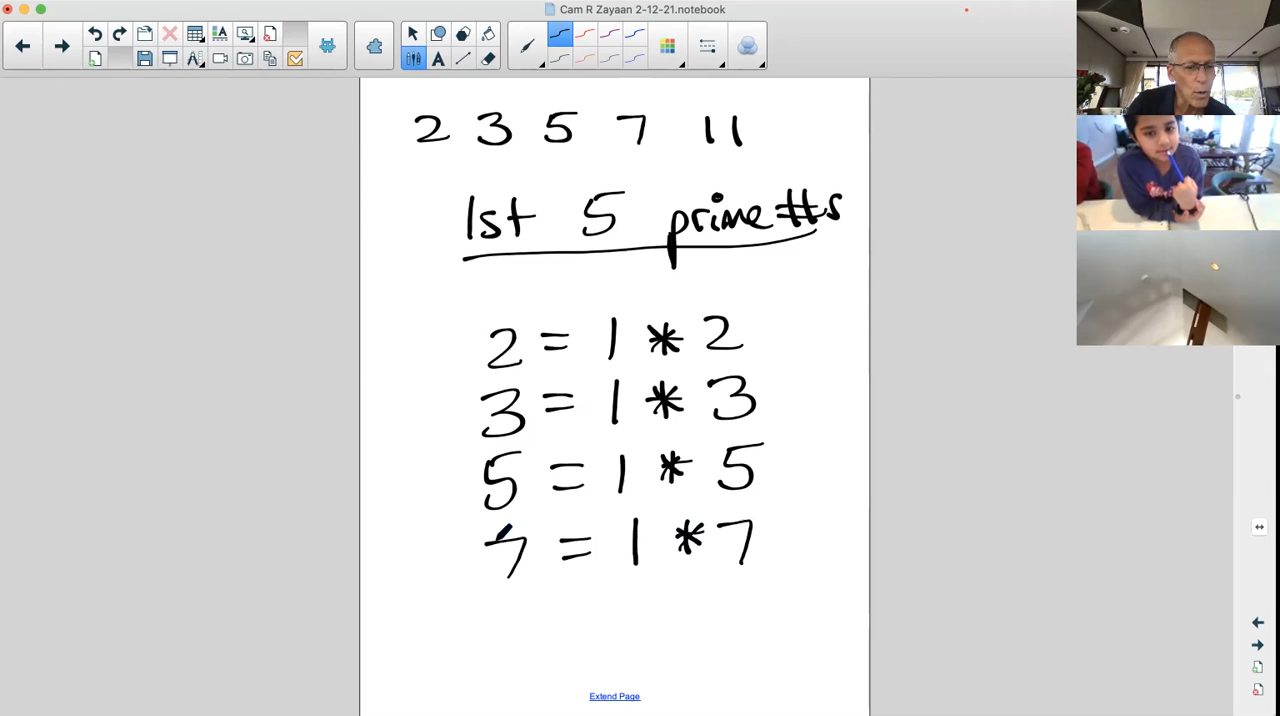 Cam R Zayaan 2-12-21.notebook
2 3 5 7 11
1st 5 prime #s
2 = 1 * 2
3 = 1 * 3
5 = 1 * 5
7 = 1 * 7
Extend Page